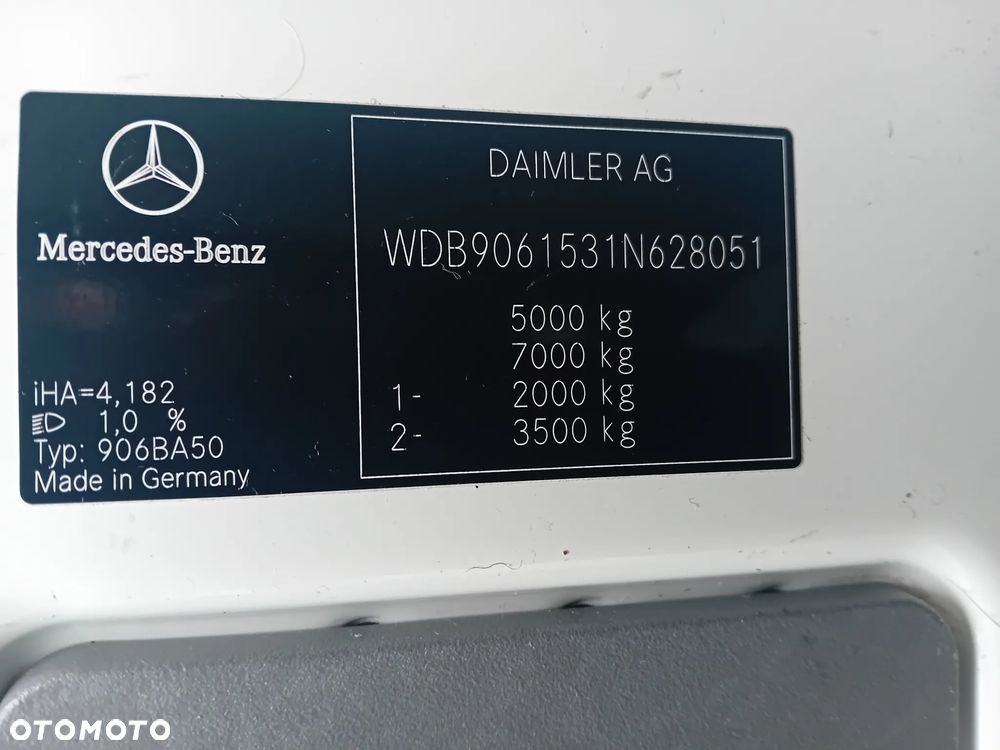 Mercedes-Benz
iHA=4,182
1,0 %
Typ: 906BA50
Made in Germany
DAIMLER AG
WDB9061531N628051
5000 kg
7000 kg
1- 2000 kg
2- 3500 kg
OTOMOTO